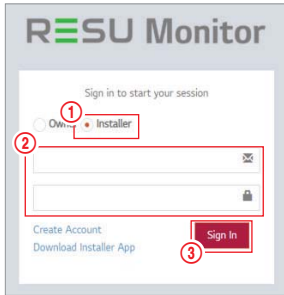 RESU Monitor
Sign in to start your session
①
Owne Installer
②
Create Account
Sign In
Download Installer App
③